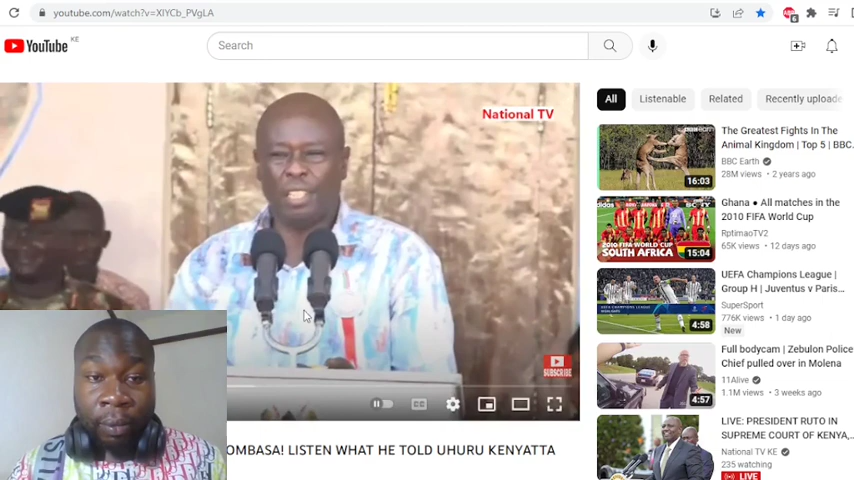 youtube.com/watch?v=XIYCb_PVgLA
YouTube KE
Search
National TV
SUBSCRIBE
OMBASA! LISTEN WHAT HE TOLD UHURU KENYATTA
All
Listenable
Related
Recently uploade
The Greatest Fights In The
Animal Kingdom | Top 5 | BBC
BBC Earth
28M views • 2 years ago
16:03
Ghana ● All matches in the
2010 FIFA World Cup
RptimaoTV2
65K views • 12 days ago
adidas
2010 FIFA WORLD CUP
SOUTH AFRICA
15:04
UEFA Champions League |
Group H | Juventus v Paris...
SuperSport
776K views • 1 day ago
New
4:58
Full bodycam | Zebulon Police
Chief pulled over in Molena
11Alive
1.1M views • 3 weeks ago
4:57
LIVE: PRESIDENT RUTO IN
SUPREME COURT OF KENYA,...
National TV KE
235 watching
LIVE
LIVE